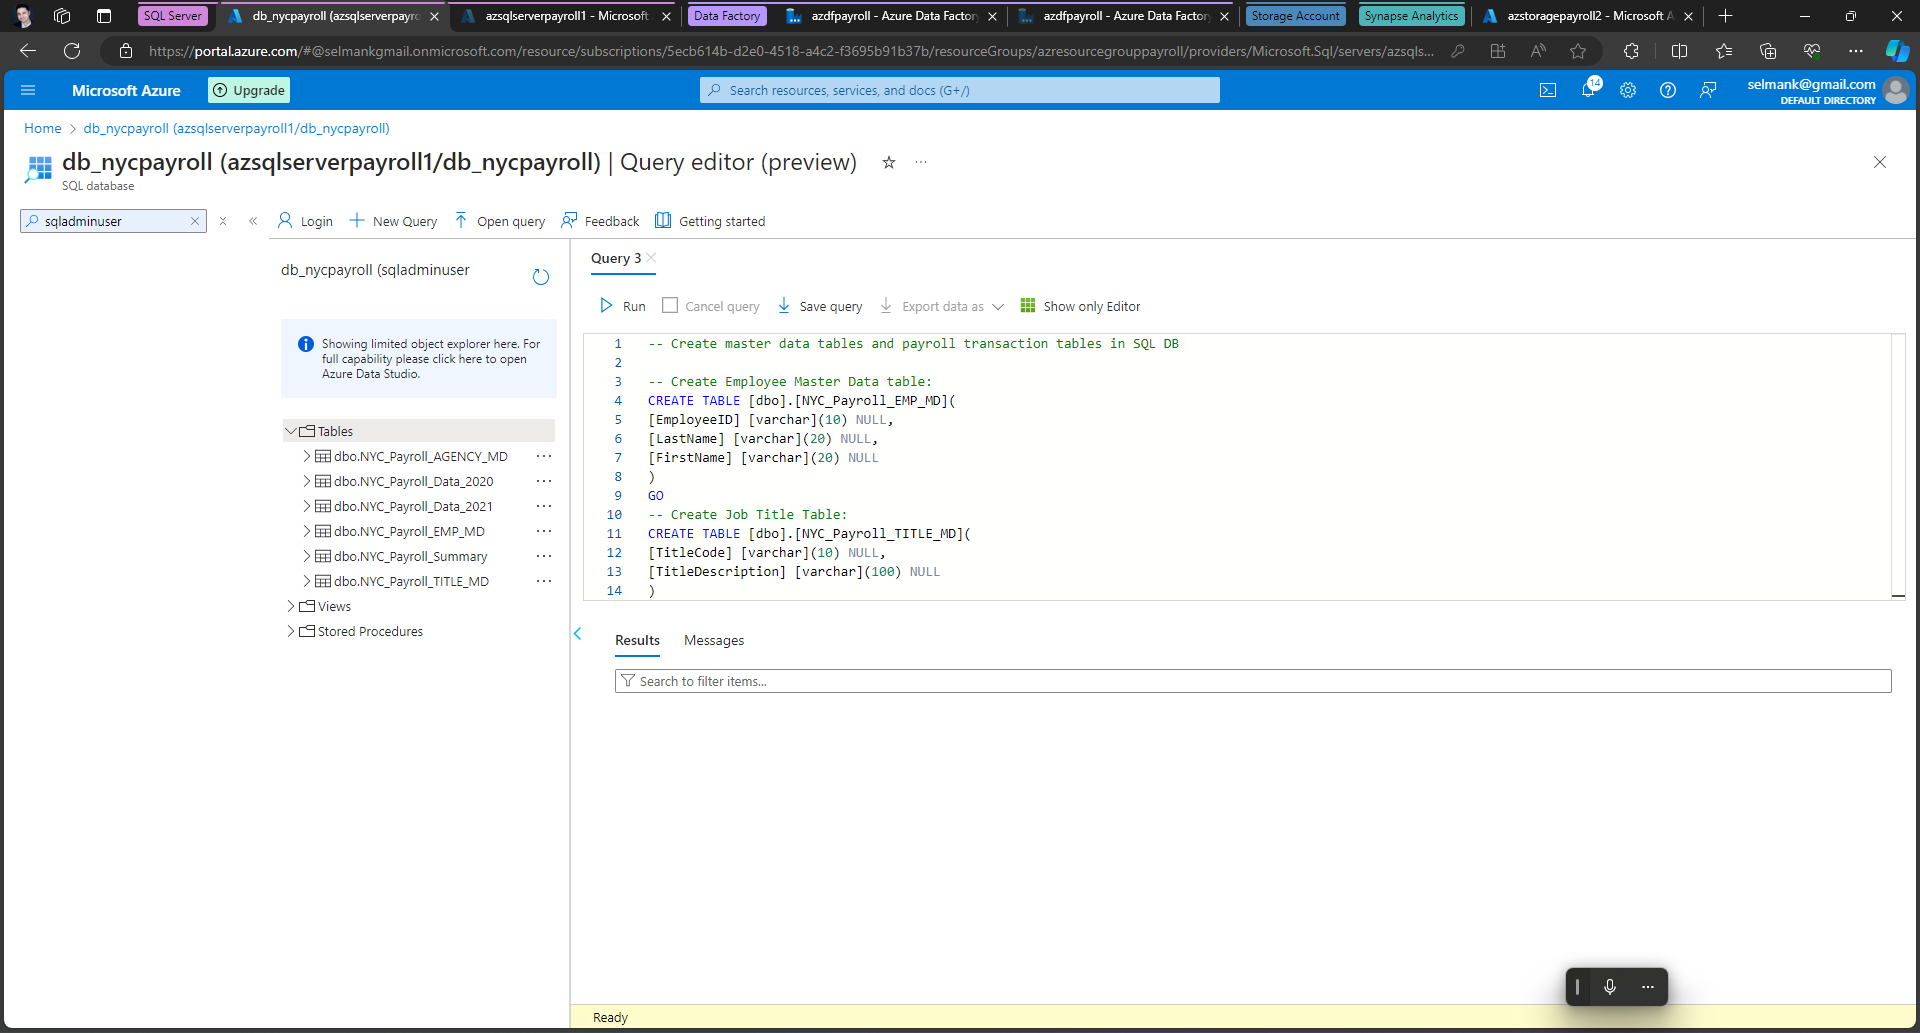 SQL Server
db_nycpayroll (azsqlserverpayro
azsqlserverpayroll1 - Microsoft
Data Factory
azdfpayroll - Azure Data Factory
azdfpayroll - Azure Data Factory
Storage Account
Synapse Analytics
azstoragepayroll2 - Microsoft A
https://portal.azure.com/#@selmankgmail.onmicrosoft.com/resource/subscriptions/5ecb614b-d2e0-4518-a4c2-f3695b91b37b/resourceGroups/azresourcegrouppayroll/providers/Microsoft.Sql/servers/azsqls...
Microsoft Azure
Upgrade
Search resources, services, and docs (G+/)
14
selmank@gmail.com
DEFAULT DIRECTORY
Home > db_nycpayroll (azsqlserverpayroll1/db_nycpayroll)
db_nycpayroll (azsqlserverpayroll1/db_nycpayroll) | Query editor (preview)
SQL database
sqladminuser
Login
New Query
Open query
Feedback
Getting started
db_nycpayroll (sqladminuser
Showing limited object explorer here. For
full capability please click here to open
Azure Data Studio.
Tables
dbo.NYC_Payroll_AGENCY_MD
dbo.NYC_Payroll_Data_2020
dbo.NYC_Payroll_Data_2021
dbo.NYC_Payroll_EMP_MD
dbo.NYC_Payroll_Summary
dbo.NYC_Payroll_TITLE_MD
Views
Stored Procedures
Query 3
Run
Cancel query
Save query
Export data as
Show only Editor
1 -- Create master data tables and payroll transaction tables in SQL DB
2
3 -- Create Employee Master Data table:
4 CREATE TABLE [dbo].[NYC_Payroll_EMP_MD](
5 [EmployeeID] [varchar](10) NULL,
6 [LastName] [varchar](20) NULL,
7 [FirstName] [varchar](20) NULL
8 )
9 GO
10 -- Create Job Title Table:
11 CREATE TABLE [dbo].[NYC_Payroll_TITLE_MD](
12 [TitleCode] [varchar](10) NULL,
13 [TitleDescription] [varchar](100) NULL
14 )
Results
Messages
Search to filter items...
Ready